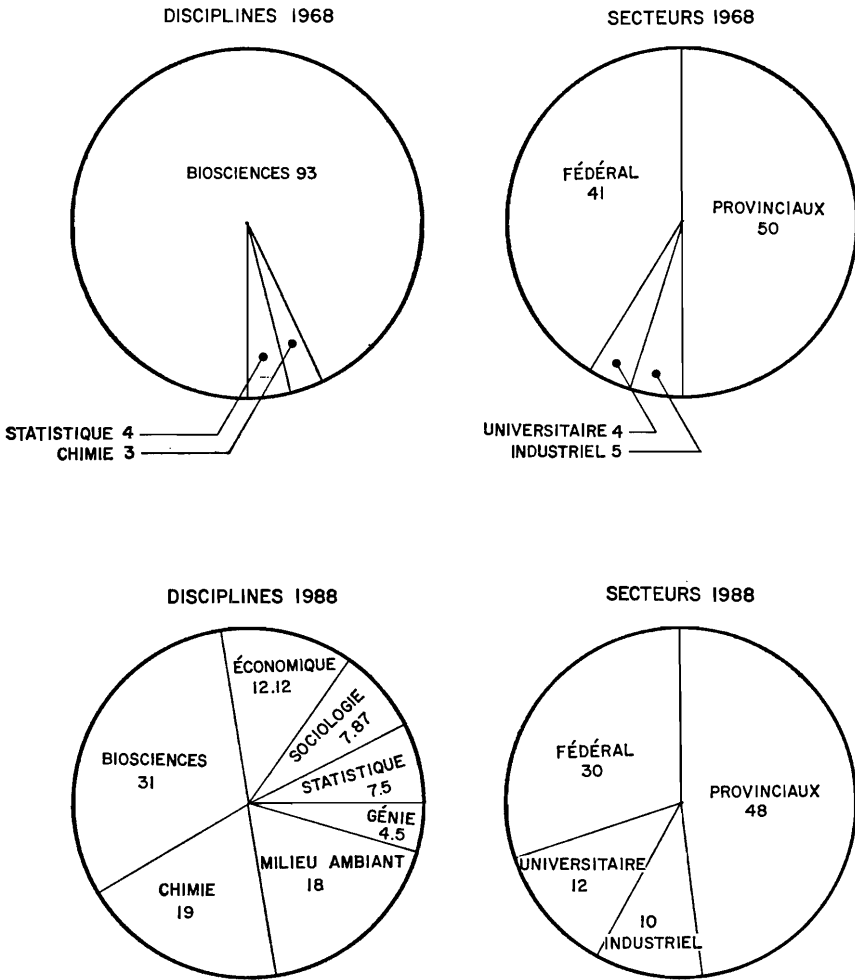 DISCIPLINES 1968
BIOSCIENCES 93
STATISTIQUE 4
CHIMIE 3
SECTEURS 1968
FÉDÉRAL
41
PROVINCIAUX
50
UNIVERSITAIRE 4
INDUSTRIEL 5
DISCIPLINES 1988
ÉCONOMIQUE
12.12
SOCIOLOGIE
7.87
STATISTIQUE
7.5
GÉNIE
4.5
MILIEU AMBIANT
18
CHIMIE
19
BIOSCIENCES
31
SECTEURS 1988
FÉDÉRAL
30
PROVINCIAUX
48
UNIVERSITAIRE
12
10
INDUSTRIEL